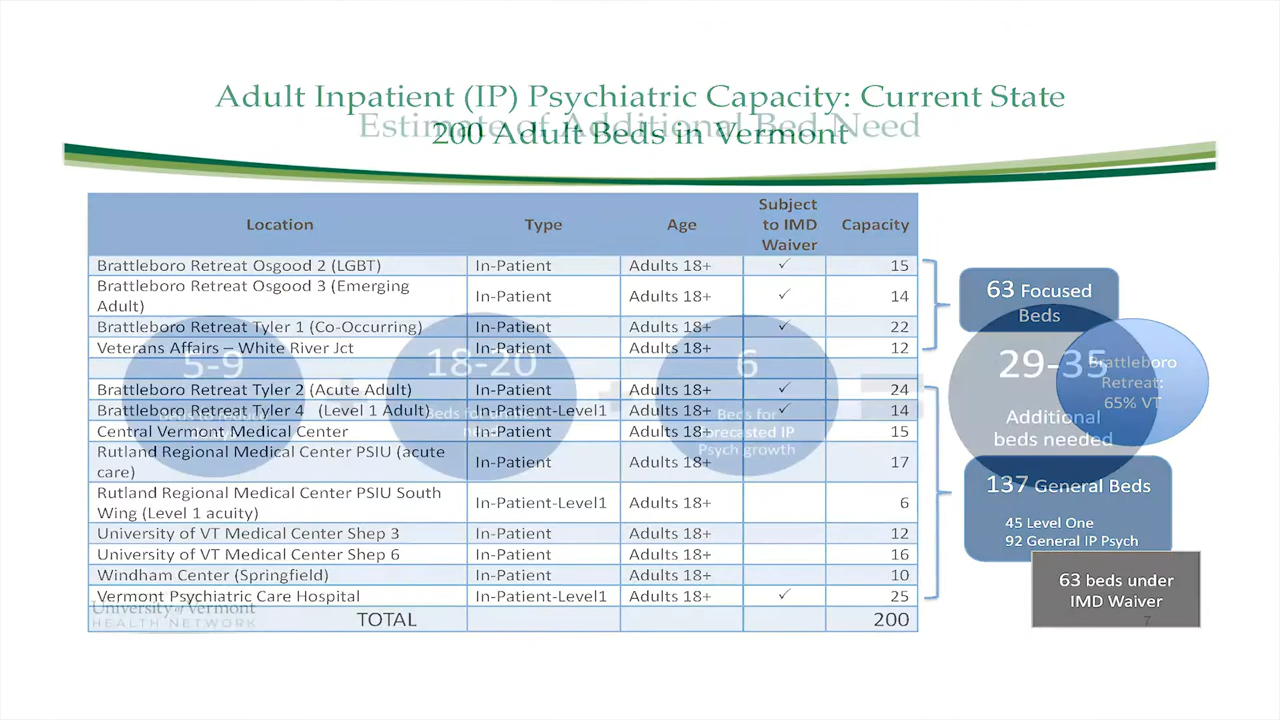 Adult Inpatient (IP) Psychiatric Capacity: Current State
200 Adult Beds in Vermont
Estimate of Additional Bed Need
Location Type Age Subject to IMD Waiver Capacity
Brattleboro Retreat Osgood 2 (LGBT) In-Patient Adults 18+ ✓ 15
Brattleboro Retreat Osgood 3 (Emerging
Adult) In-Patient Adults 18+ ✓ 14
Brattleboro Retreat Tyler 1 (Co-Occurring) In-Patient Adults 18+ ✓ 22
Veterans Affairs – White River Jct In-Patient Adults 18+ 12
Brattleboro Retreat Tyler 2 (Acute Adult) In-Patient Adults 18+ ✓ 24
Brattleboro Retreat Tyler 4 (Level 1 Adult) In-Patient-Level1 Adults 18+ ✓ 14
Central Vermont Medical Center In-Patient Adults 18+ 15
Rutland Regional Medical Center PSIU (acute
care) In-Patient Adults 18+ 17
Rutland Regional Medical Center PSIU South
Wing (Level 1 acuity) In-Patient-Level1 Adults 18+ 6
University of VT Medical Center Shep 3 In-Patient Adults 18+ 12
University of VT Medical Center Shep 6 In-Patient Adults 18+ 16
Windham Center (Springfield) In-Patient Adults 18+ 10
Vermont Psychiatric Care Hospital In-Patient-Level1 Adults 18+ ✓ 25
TOTAL 200
63 Focused
Beds
137 General Beds
45 Level One
92 General IP Psych
63 beds under
IMD Waiver
5-9
18-20
Beds for
6
Beds for
forecasted IP
Psych growth
29-35
Additional
beds needed
Brattleboro
Retreat:
65% VT
University of Vermont
HEALTH NETWORK
7